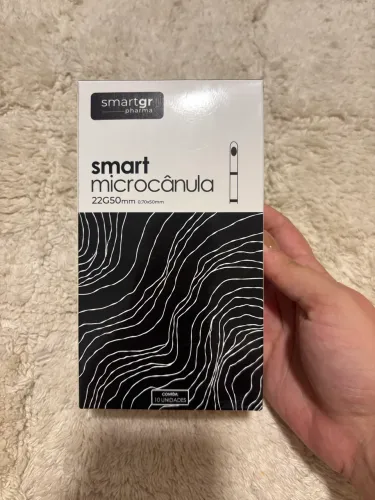 smartgr
pharma
smart
microcânula
22G50mm 0,70x50mm
CONTÉM:
10 UNIDADES